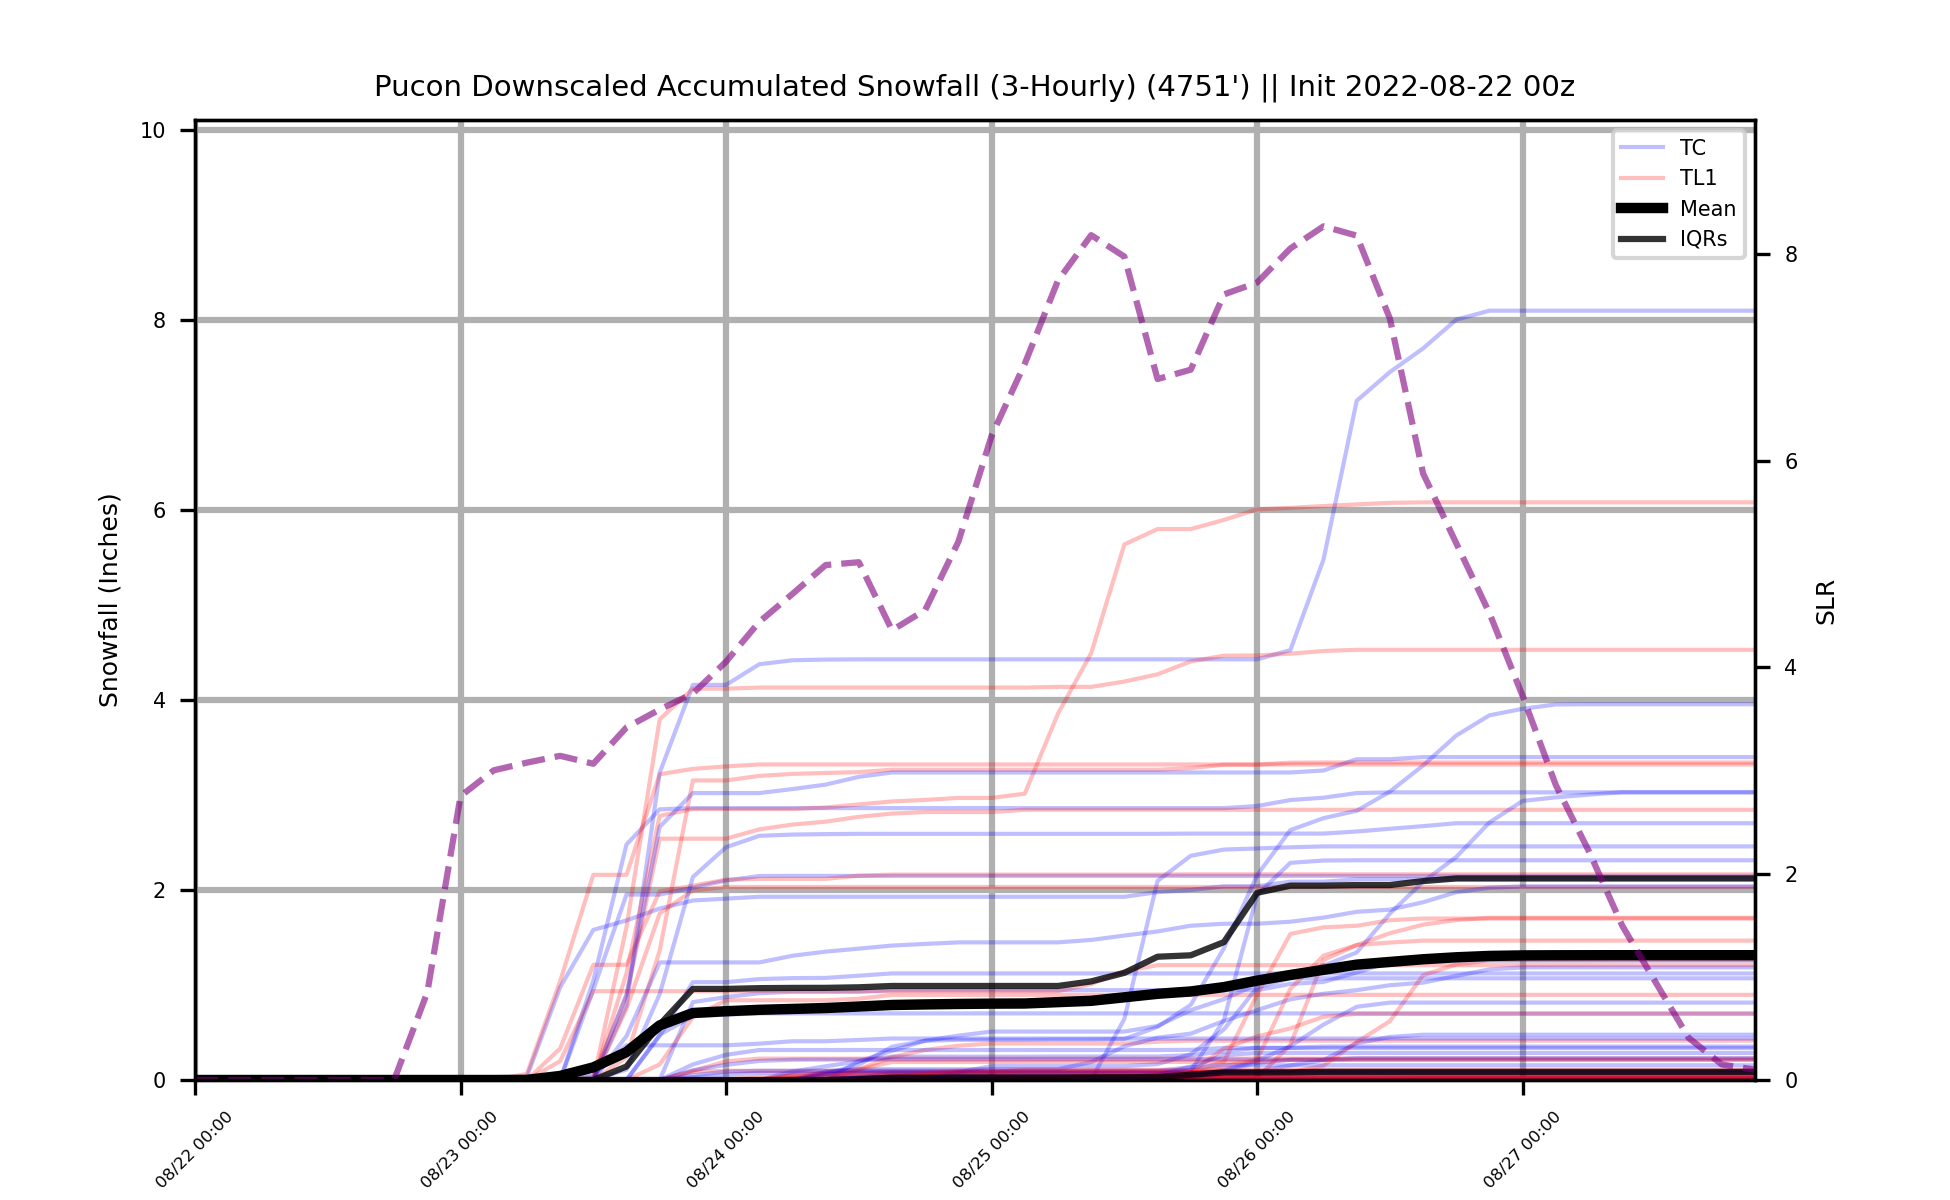 Pucon Downscaled Accumulated Snowfall (3-Hourly) (4751') || Init 2022-08-22 00z
TC
TL1
Mean
IQRs
Snowfall (Inches)
10
8
6
4
2
0
SLR
8
6
4
2
0
08/22 00:00
08/23 00:00
08/24 00:00
08/25 00:00
08/26 00:00
08/27 00:00